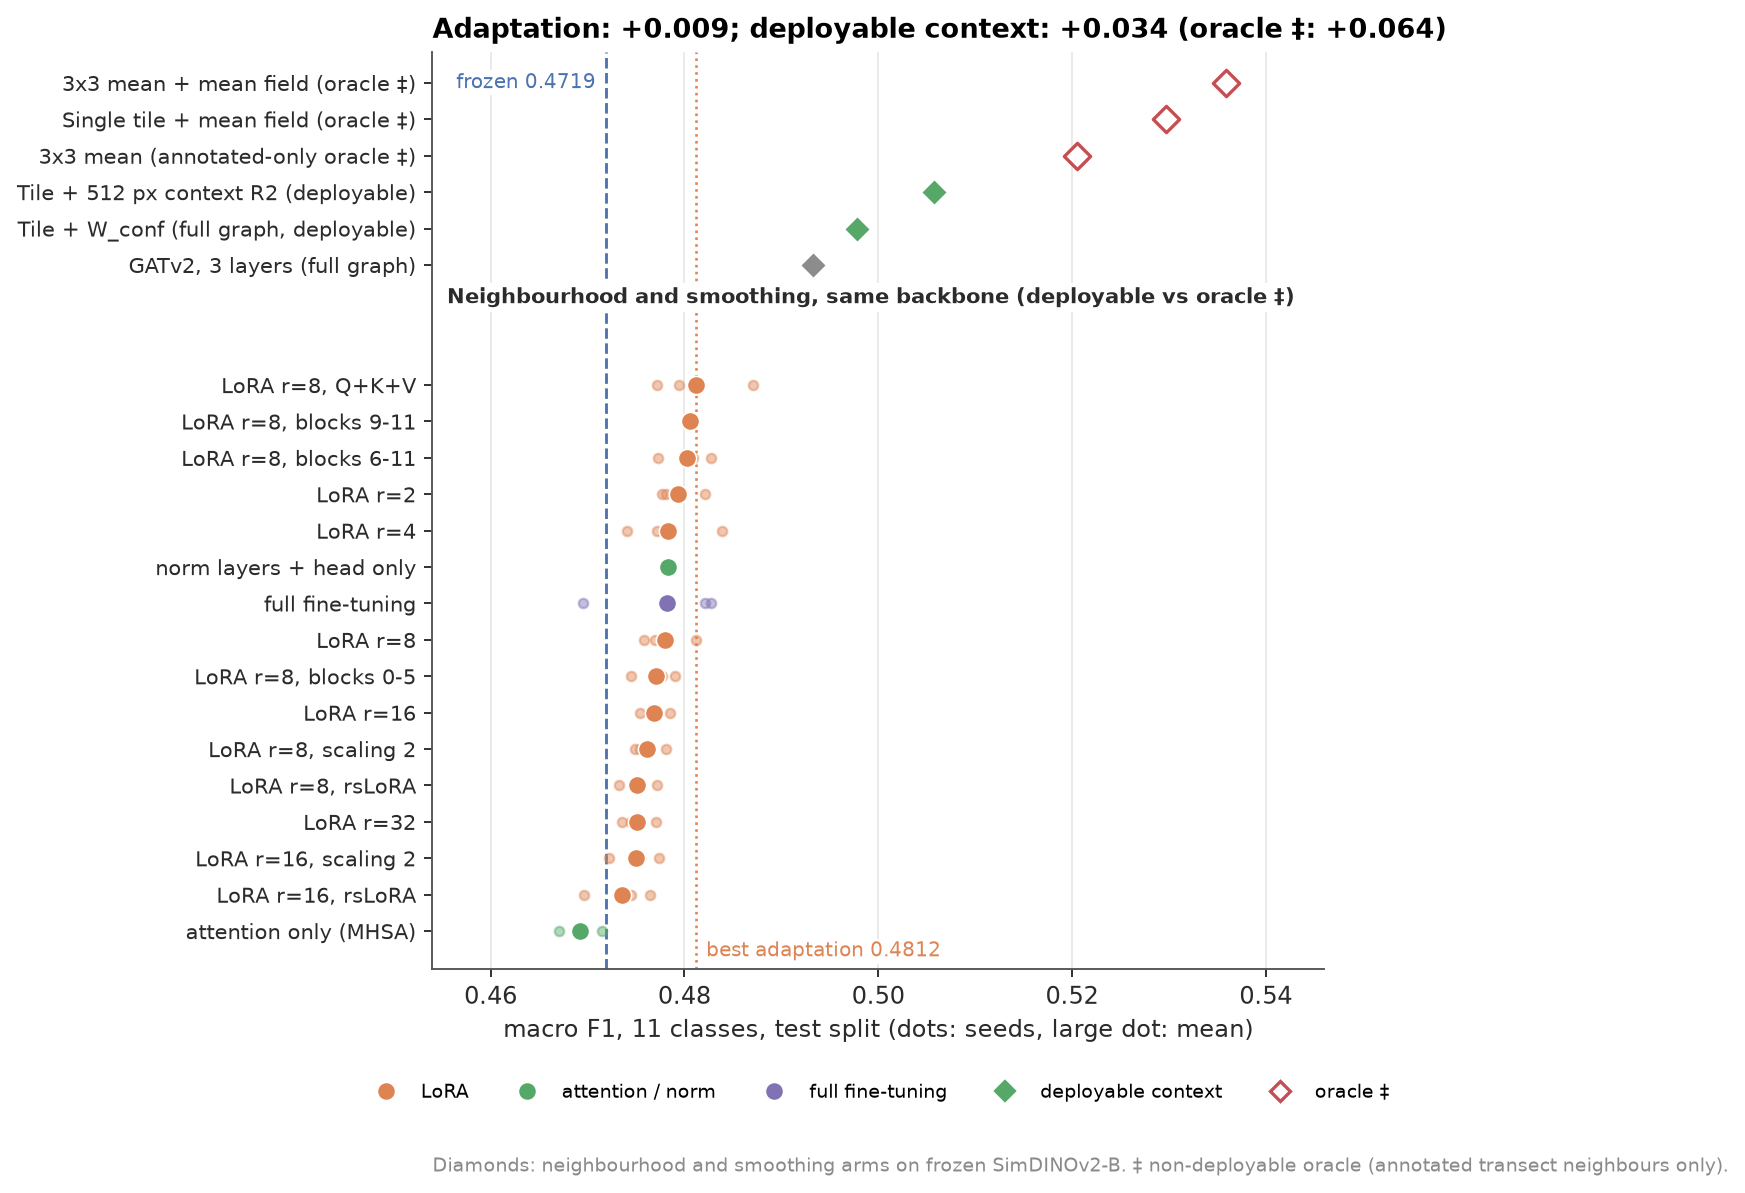 Adaptation: +0.009; deployable context: +0.034 (oracle ‡: +0.064)
frozen 0.4719
3x3 mean + mean field (oracle ‡)
Single tile + mean field (oracle ‡)
3x3 mean (annotated-only oracle ‡)
Tile + 512 px context R2 (deployable)
Tile + W_conf (full graph, deployable)
GATv2, 3 layers (full graph)
Neighbourhood and smoothing, same backbone (deployable vs oracle ‡)
LoRA r=8, Q+K+V
LoRA r=8, blocks 9-11
LoRA r=8, blocks 6-11
LoRA r=2
LoRA r=4
norm layers + head only
full fine-tuning
LoRA r=8
LoRA r=8, blocks 0-5
LoRA r=16
LoRA r=8, scaling 2
LoRA r=8, rsLoRA
LoRA r=32
LoRA r=16, scaling 2
LoRA r=16, rsLoRA
attention only (MHSA)
best adaptation 0.4812
0.46 0.48 0.50 0.52 0.54
macro F1, 11 classes, test split (dots: seeds, large dot: mean)
LoRA attention / norm full fine-tuning deployable context oracle ‡
Diamonds: neighbourhood and smoothing arms on frozen SimDINOv2-B. ‡ non-deployable oracle (annotated transect neighbours only).